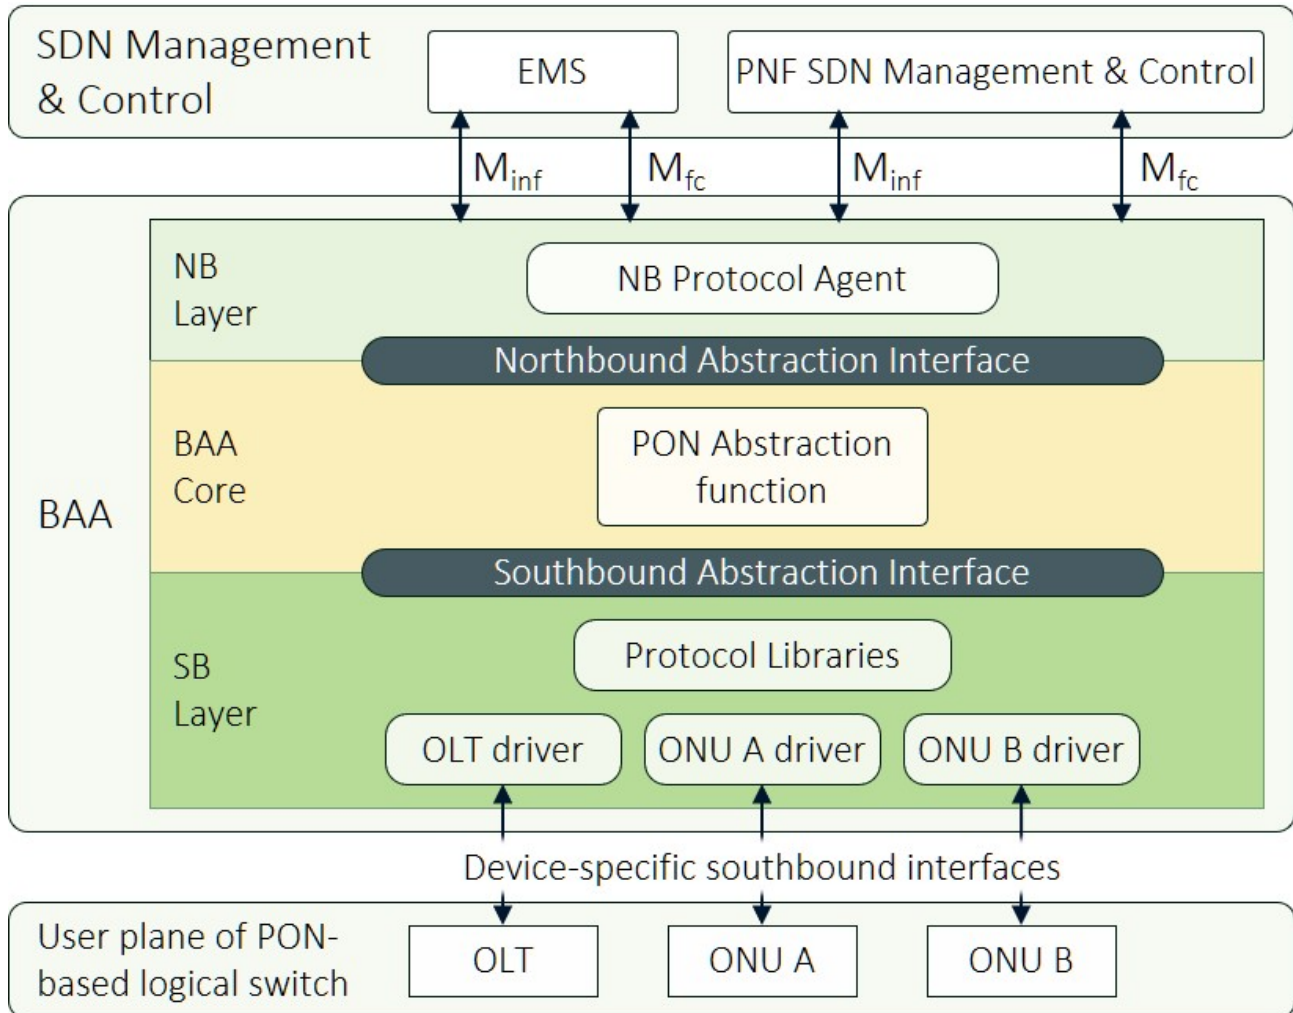 SDN Management
& Control
EMS
PNF SDN Management & Control
Minf
Mfc
Minf
Mfc
BAA
NB
Layer
NB Protocol Agent
Northbound Abstraction Interface
BAA
Core
PON Abstraction
function
Southbound Abstraction Interface
SB
Layer
Protocol Libraries
OLT driver
ONU A driver
ONU B driver
Device-specific southbound interfaces
User plane of PON-
based logical switch
OLT
ONU A
ONU B